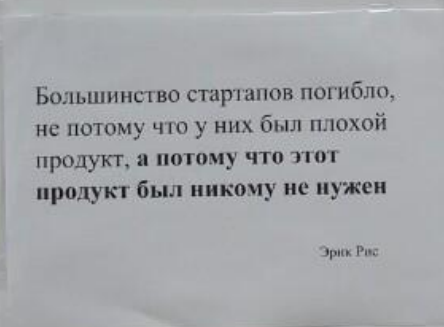 Большинство стартапов погибло,
не потому что у них был плохой
продукт, а потому что этот
продукт был никому не нужен
Эрик Рис